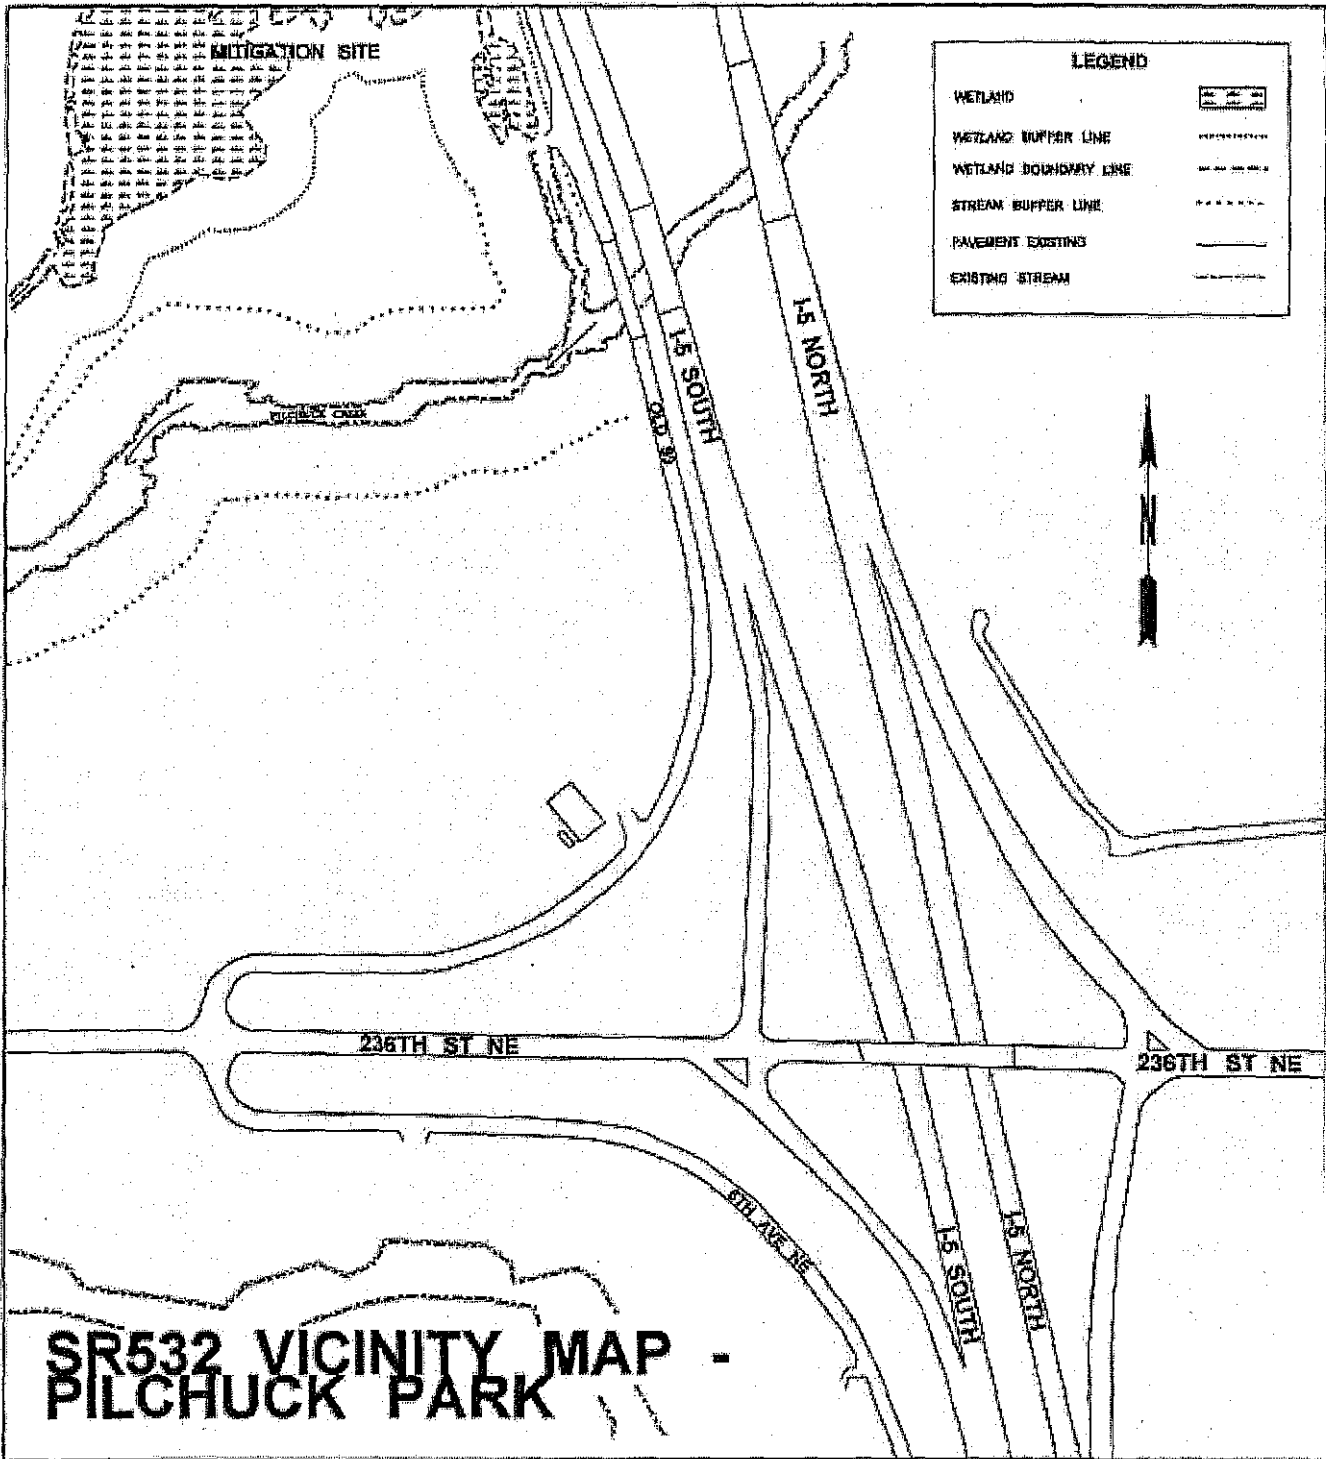 MITIGATION SITE
LEGEND
WETLAND
WETLAND BUFFER LINE
WETLAND BOUNDARY LINE
STREAM BUFFER LINE
PAVEMENT EXISTING
EXISTING STREAM
I-5 NORTH
I-5 SOUTH
OLD 99
PILCHUCK CREEK
N
236TH ST NE
236TH ST NE
6TH AVE NE
I-5 SOUTH
I-5 NORTH
SR532 VICINITY MAP -
PILCHUCK PARK